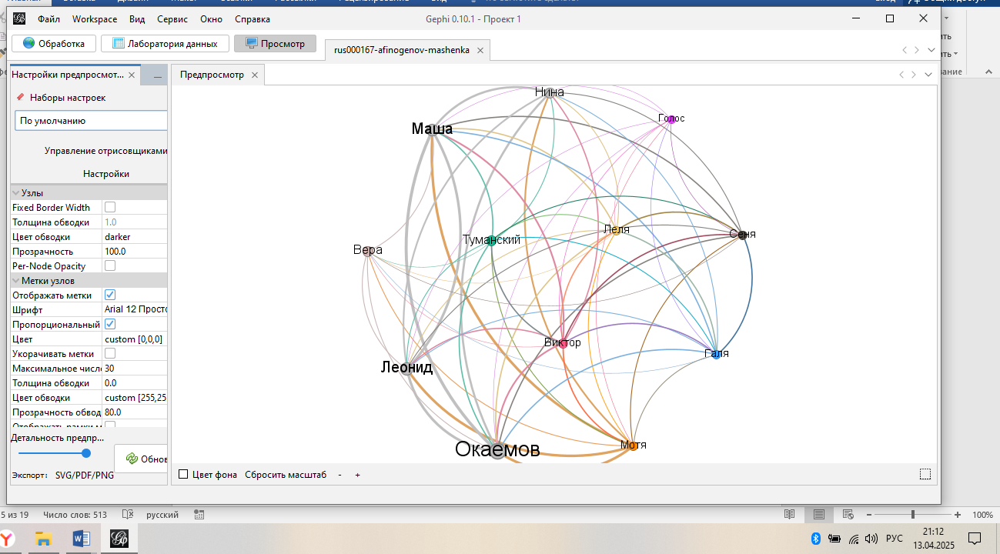 Файл Workspace Вид Сервис Окно Справка Gephi 0.10.1 - Проект 1
Обработка Лаборатория данных Просмотр rus000167-afinogenov-mashenka
Настройки предпросмот...
Предпросмотр
Наборы настроек
По умолчанию
Управление отрисовщиками
Настройки
Узлы
Fixed Border Width
Толщина обводки 1.0
Цвет обводки darker
Прозрачность 100.0
Per-Node Opacity
Метки узлов
Отображать метки
Шрифт Arial 12 Просто
Пропорциональный
Цвет custom [0,0,0]
Укорачивать метки
Максимальное число 30
Толщина обводки 0.0
Цвет обводки custom [255,25
Прозрачность обвод 80.0
Детальность предпр...
Обнов
Экспорт: SVG/PDF/PNG
Нина
Голос
Маша
Леля
Сеня
Туманский
Вера
Виктор
Галя
Леонид
Окаемов
Мотя
Цвет фона Сбросить масштаб - +
5 из 19 Число слов: 513 русский 100%
РУС
21:12
13.04.2025